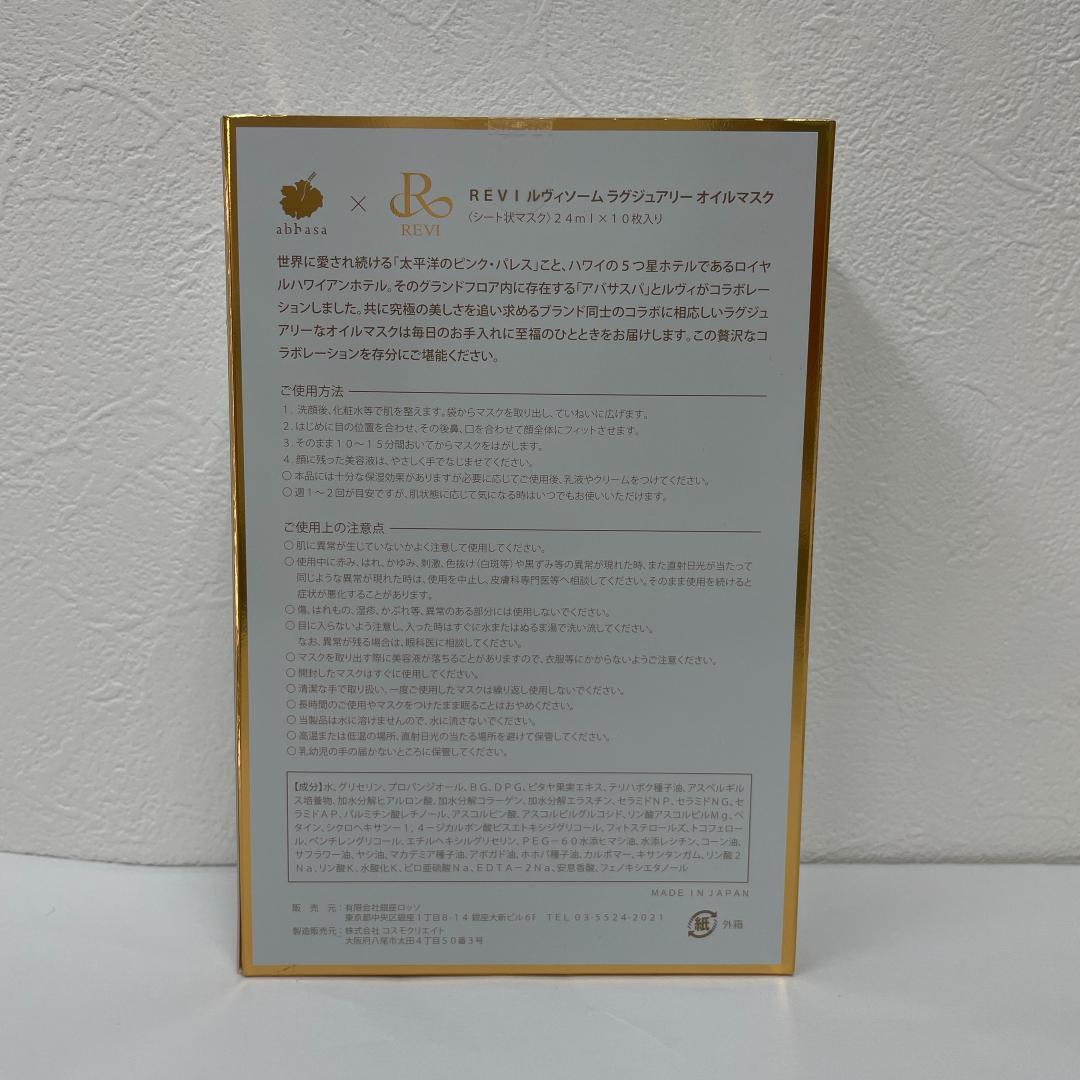 abhasa
×
R
REVI
ＲＥＶＩ ルヴィソーム ラグジュアリー オイルマスク
〈シート状マスク〉２４ｍｌ×１０枚入り
世界に愛され続ける「太平洋のピンク・パレス」こと、ハワイの５つ星ホテルであるロイヤ
ルハワイアンホテル。そのグランドフロア内に存在する「アバサスパ」とルヴィがコラボレー
ションしました。共に究極の美しさを追い求めるブランド同士のコラボに相応しいラグジュ
アリーなオイルマスクは毎日のお手入れに至福のひとときをお届けします。この贅沢なコ
ラボレーションを存分にご堪能ください。
ご使用方法
１. 洗顔後、化粧水等で肌を整えます。袋からマスクを取り出し、ていねいに広げます。
２. はじめに目の位置を合わせ、その後鼻、口を合わせて顔全体にフィットさせます。
３. そのまま１０～１５分間おいてからマスクをはがします。
４. 顔に残った美容液は、やさしく手でなじませてください。
○本品には十分な保湿効果がありますが必要に応じてご使用後、乳液やクリームをつけてください。
○週１～２回が目安ですが、肌状態に応じて気になる時はいつでもお使いいただけます。
ご使用上の注意点
○肌に異常が生じていないかよく注意して使用してください。
○使用中に赤み、はれ、かゆみ、刺激、色抜け（白斑等）や黒ずみ等の異常が現れた時、また直射日光が当たって
同じような異常が現れた時は、使用を中止し、皮膚科専門医等へ相談してください。そのまま使用を続けると
症状が悪化することがあります。
○傷、はれもの、湿疹、かぶれ等、異常のある部分には使用しないでください。
○目に入らないよう注意し、入った時はすぐに水またはぬるま湯で洗い流してください。
なお、異常が残る場合は、眼科医に相談してください。
○マスクを取り出す際に美容液が落ちることがありますので、衣服等にかからないようご注意ください。
○開封したマスクはすぐに使用してください。
○清潔な手で取り扱い、一度ご使用したマスクは繰り返し使用しないでください。
○長時間のご使用やマスクをつけたまま眠ることはおやめください。
○当製品は水に溶けませんので、水に流さないでください。
○高温または低温の場所、直射日光の当たる場所を避けて保管してください。
○乳幼児の手の届かないところに保管してください。
【成分】水、グリセリン、プロパンジオール、ＢＧ、ＤＰＧ、ピタヤ果実エキス、テリハボク種子油、アスペルギル
ス培養物、加水分解ヒアルロン酸、加水分解コラーゲン、加水分解エラスチン、セラミドＮＰ、セラミドＮＧ、セ
ラミドＡＰ、パルミチン酸レチノール、アスコルビン酸、アスコルビルグルコシド、リン酸アスコルビルＭｇ、ベ
タイン、シクロヘキサン－１，４－ジカルボン酸ビスエトキシジグリコール、フィトステロールズ、トコフェロー
ル、ペンチレングリコール、エチルヘキシルグリセリン、ＰＥＧ－６０水添ヒマシ油、水添レシチン、コーン油、
サフラワー油、ヤシ油、マカデミア種子油、アボガド油、ホホバ種子油、カルボマー、キサンタンガム、リン酸２
Ｎａ、リン酸Ｋ、水酸化Ｋ、ピロ亜硫酸Ｎａ、ＥＤＴＡ－２Ｎａ、安息香酸、フェノキシエタノール
MADE IN JAPAN
販　売　元：有限会社銀座ロッソ
東京都中央区銀座１丁目8-14 銀座大新ビル6F　TEL 03-5524-2021
製造販売元：株式会社 コスモクリエイト
大阪府八尾市太田４丁目５０番３号
紙 外箱